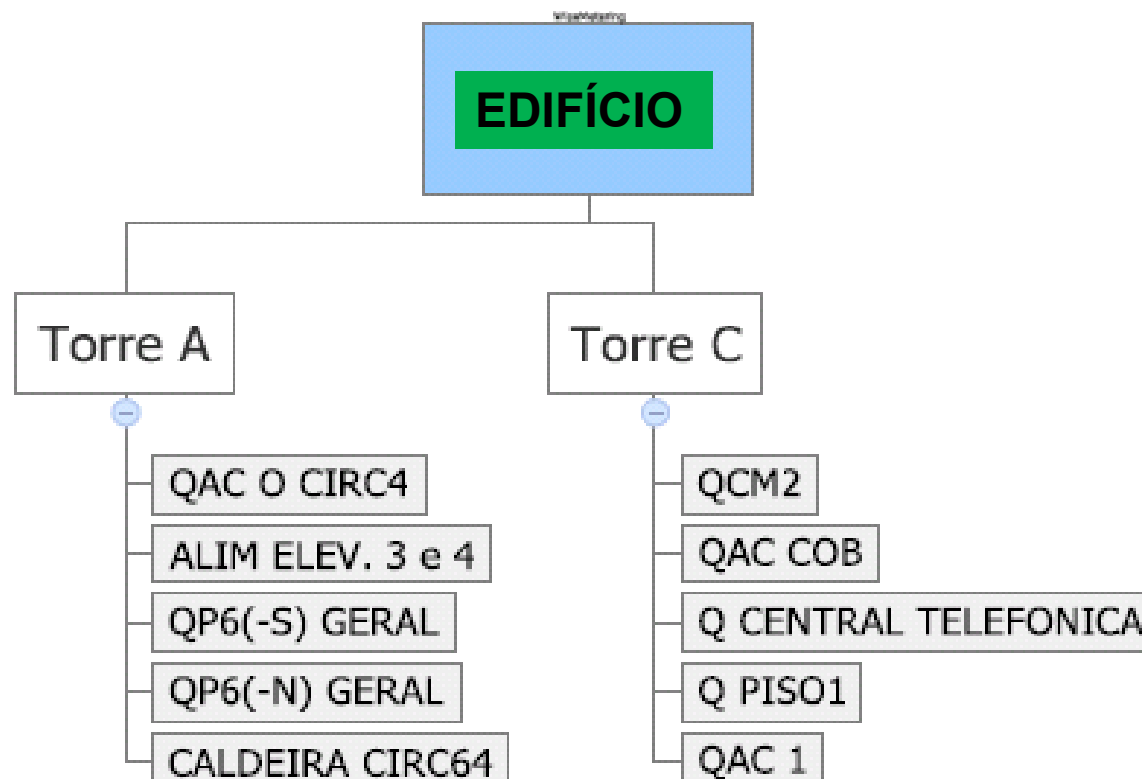 WiseMetering
EDIFÍCIO
Torre A
Torre C
QAC O CIRC4
ALIM ELEV. 3 e 4
QP6(-S) GERAL
QP6(-N) GERAL
CALDEIRA CIRC64
QCM2
QAC COB
Q CENTRAL TELEFONICA
Q PISO1
QAC 1